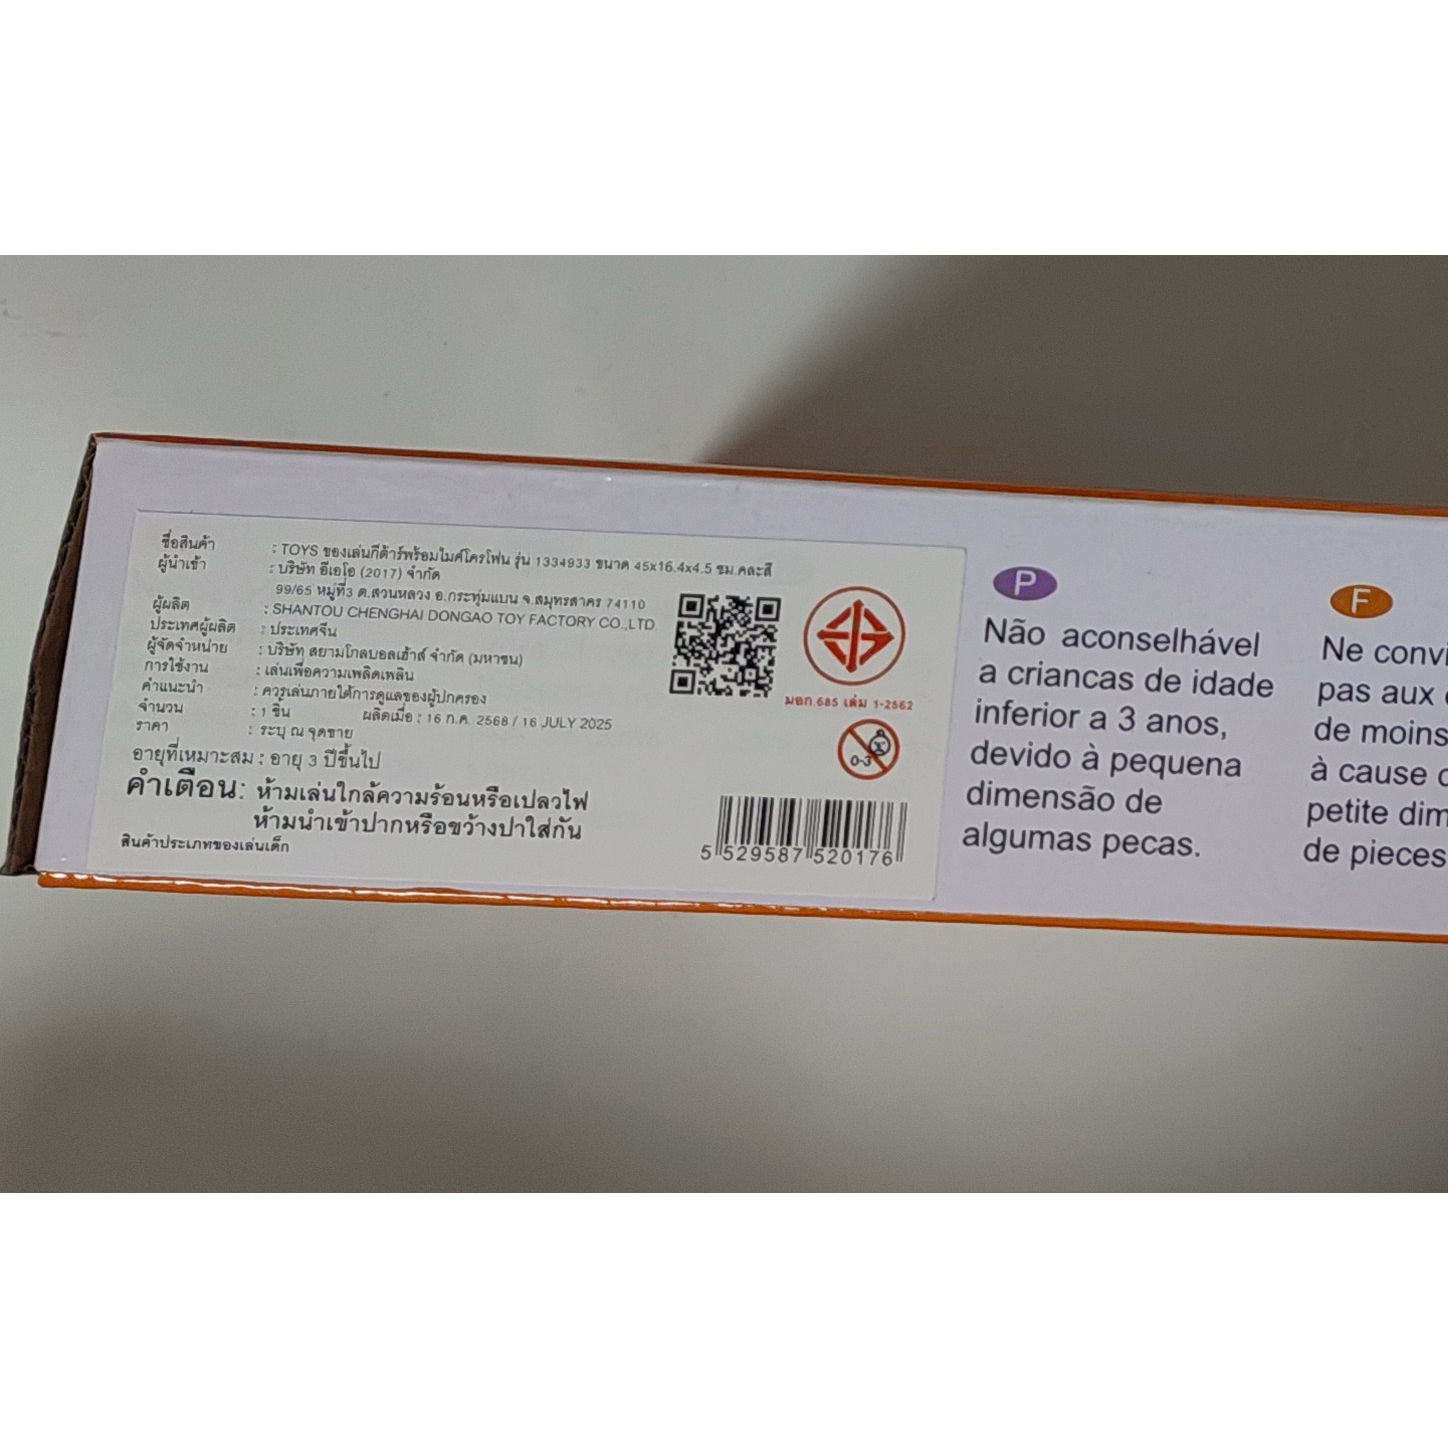 ชื่อสินค้า : TOYS ของเล่นกีต้าร์พร้อมไมค์โครโฟน รุ่น 1334933 ขนาด 45x16.4x4.5 ซม.คละสี
ผู้นำเข้า : บริษัท อีเอโอ (2017) จำกัด
99/65 หมู่ที่3 ต.สวนหลวง อ.กระทุ่มแบน จ.สมุทรสาคร 74110
ผู้ผลิต : SHANTOU CHENGHAI DONGAO TOY FACTORY CO.,LTD.
ประเทศผู้ผลิต : ประเทศจีน
ผู้จัดจำหน่าย : บริษัท สยามโกลบอลเฮ้าส์ จำกัด (มหาชน)
การใช้งาน : เล่นเพื่อความเพลิดเพลิน
คำแนะนำ : ควรเล่นภายใต้การดูแลของผู้ปกครอง
จำนวน : 1 ชิ้น ผลิตเมื่อ : 16 ก.ค. 2568 / 16 JULY 2025
ราคา : ระบุ ณ จุดขาย
อายุที่เหมาะสม : อายุ 3 ปีขึ้นไป
คำเตือน: ห้ามเล่นใกล้ความร้อนหรือเปลวไฟ
ห้ามนำเข้าปากหรือขว้างปาใส่กัน
สินค้าประเภทของเล่นเด็ก
มอก.685 เล่ม 1-2562
0-3
5 529587 520176
P
Não aconselhável
a criancas de idade
inferior a 3 anos,
devido à pequena
dimensão de
algumas pecas.
F
Ne convi
pas aux
de moins
à cause
petite dim
de pieces